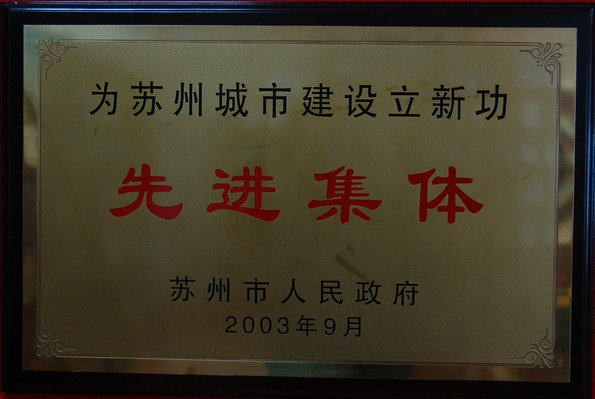 为苏州城市建设立新功
先进集体
苏州市人民政府
2003年9月